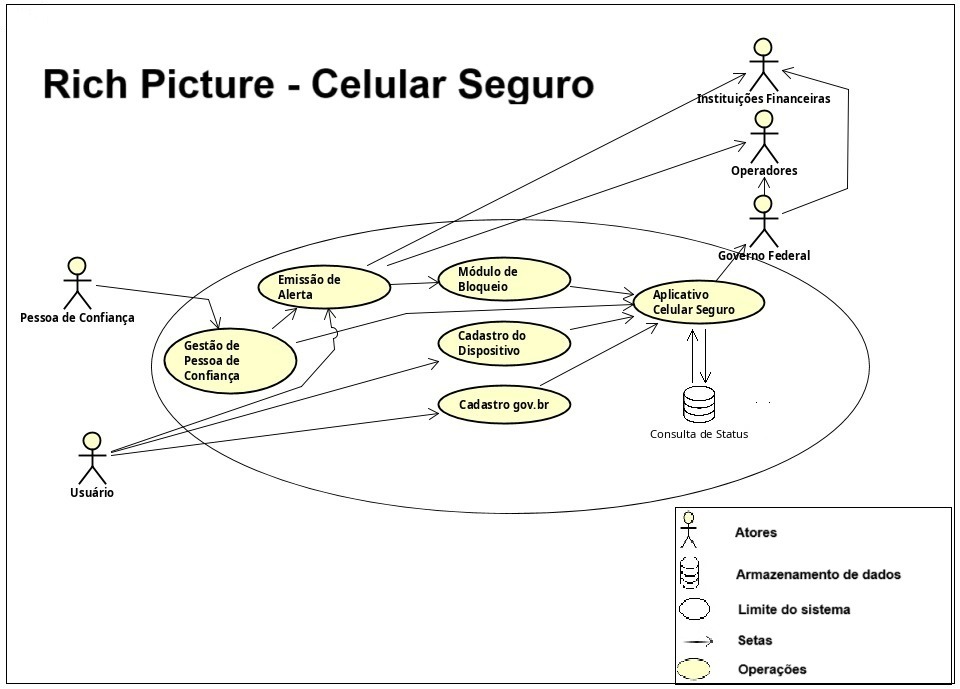 Rich Picture - Celular Seguro
Instituições Financeiras
Operadores
Governo Federal
Pessoa de Confiança
Emissão de
Alerta
Módulo de
Bloqueio
Aplicativo
Celular Seguro
Gestão de
Pessoa de
Confiança
Cadastro do
Dispositivo
Cadastro gov.br
Consulta de Status
Usuário
Atores
Armazenamento de dados
Limite do sistema
Setas
Operações